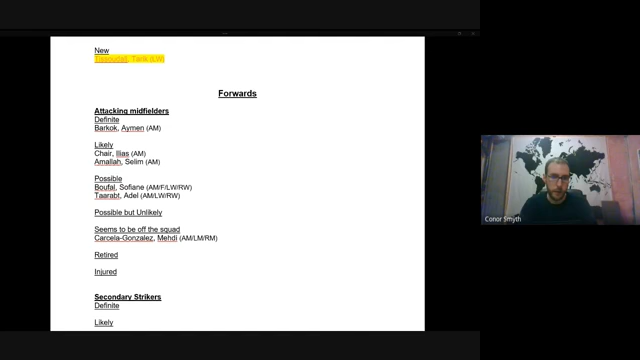 New
Tissoudali, Tarik (LW)
Forwards
Attacking midfielders
Definite
Barkok, Aymen (AM)
Likely
Chair, Ilias (AM)
Amallah, Selim (AM)
Possible
Boufal, Sofiane (AM/F/LW/RW)
Taarabt, Adel (AM/LW/RW)
Possible but Unlikely
Seems to be off the squad
Carcela-Gonzalez, Mehdi (AM/LM/RM)
Retired
Injured
Secondary Strikers
Definite
Likely
Conor Smyth